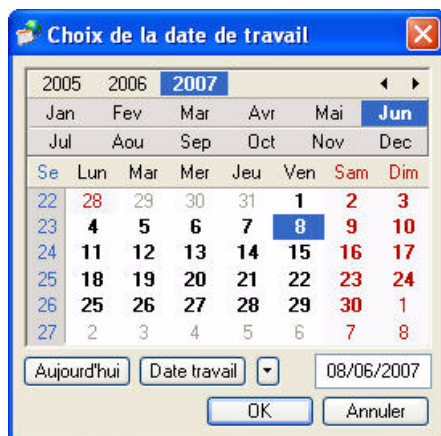 Choix de la date de travail
2005 2006 2007
Jan Fev Mar Avr Mai Jun
Jul Aou Sep Oct Nov Dec
Se Lun Mar Mer Jeu Ven Sam Dim
22 28 29 30 31 1 2 3
23 4 5 6 7 8 9 10
24 11 12 13 14 15 16 17
25 18 19 20 21 22 23 24
26 25 26 27 28 29 30 1
27 2 3 4 5 6 7 8
Aujourd'hui Date travail 08/06/2007
OK Annuler